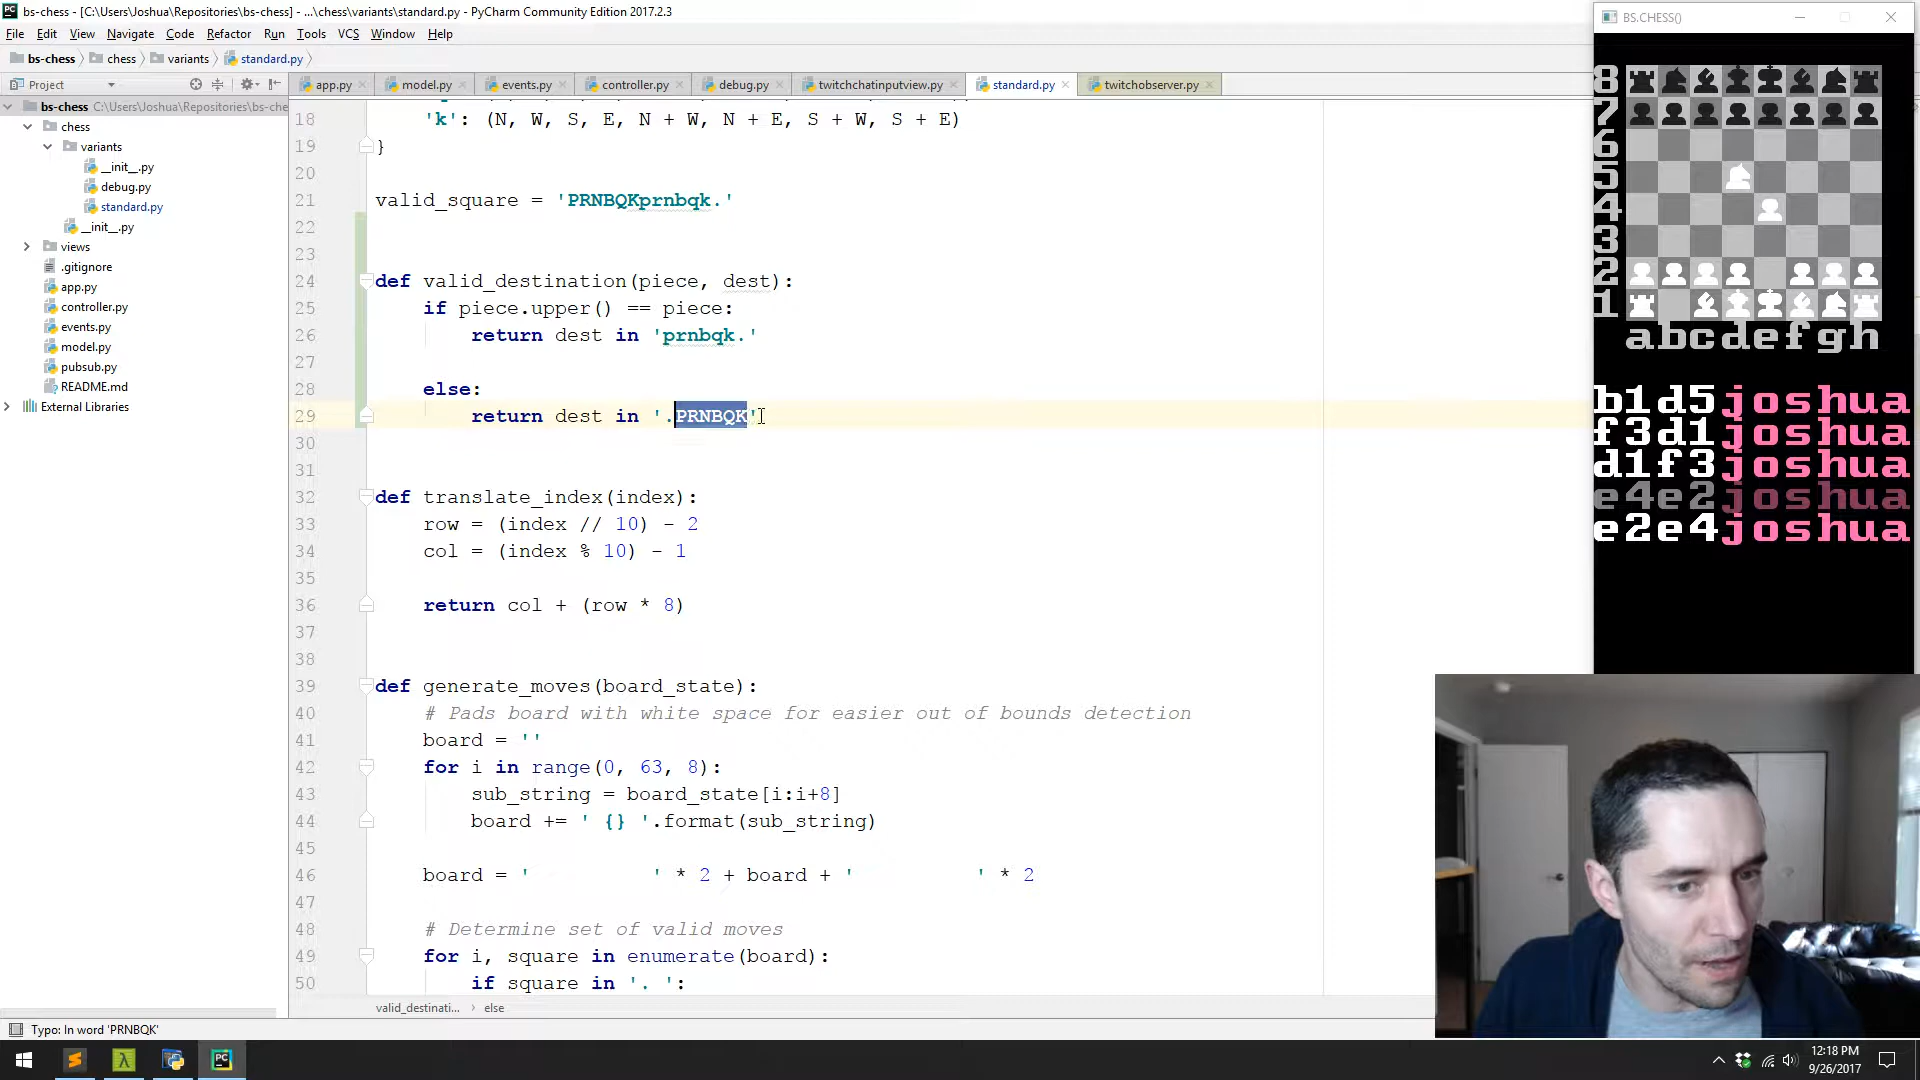 bs-chess - [C:\Users\Joshua\Repositories\bs-chess] - ...\chess\variants\standard.py - PyCharm Community Edition 2017.2.3
File Edit View Navigate Code Refactor Run Tools VCS Window Help
bs-chess chess variants standard.py
Project
app.py model.py events.py controller.py debug.py twitchchatinputview.py standard.py twitchobserver.py
bs-chess C:\Users\Joshua\Repositories\bs-che
chess
variants
__init__.py
debug.py
standard.py
__init__.py
views
.gitignore
app.py
controller.py
events.py
model.py
pubsub.py
README.md
External Libraries
18 'k': (N, W, S, E, N + W, N + E, S + W, S + E)
19 }
20
21 valid_square = 'PRNBQKprnbqk.'
22
23
24 def valid_destination(piece, dest):
25 if piece.upper() == piece:
26 return dest in 'prnbqk.'
27
28 else:
29 return dest in '.PRNBQK'
30
31
32 def translate_index(index):
33 row = (index // 10) - 2
34 col = (index % 10) - 1
35
36 return col + (row * 8)
37
38
39 def generate_moves(board_state):
40 # Pads board with white space for easier out of bounds detection
41 board = ''
42 for i in range(0, 63, 8):
43 sub_string = board_state[i:i+8]
44 board += ' {} '.format(sub_string)
45
46 board = '          ' * 2 + board + '          ' * 2
47
48 # Determine set of valid moves
49 for i, square in enumerate(board):
50 if square in '. ':
valid_destinati... else
Typo: In word 'PRNBQK'
BS.CHESS()
8
7
6
5
4
3
2
1
abcdefgh
b1d5joshua
f3d1joshua
d1f3joshua
e4e2joshua
e2e4joshua
PC
12:18 PM
9/26/2017